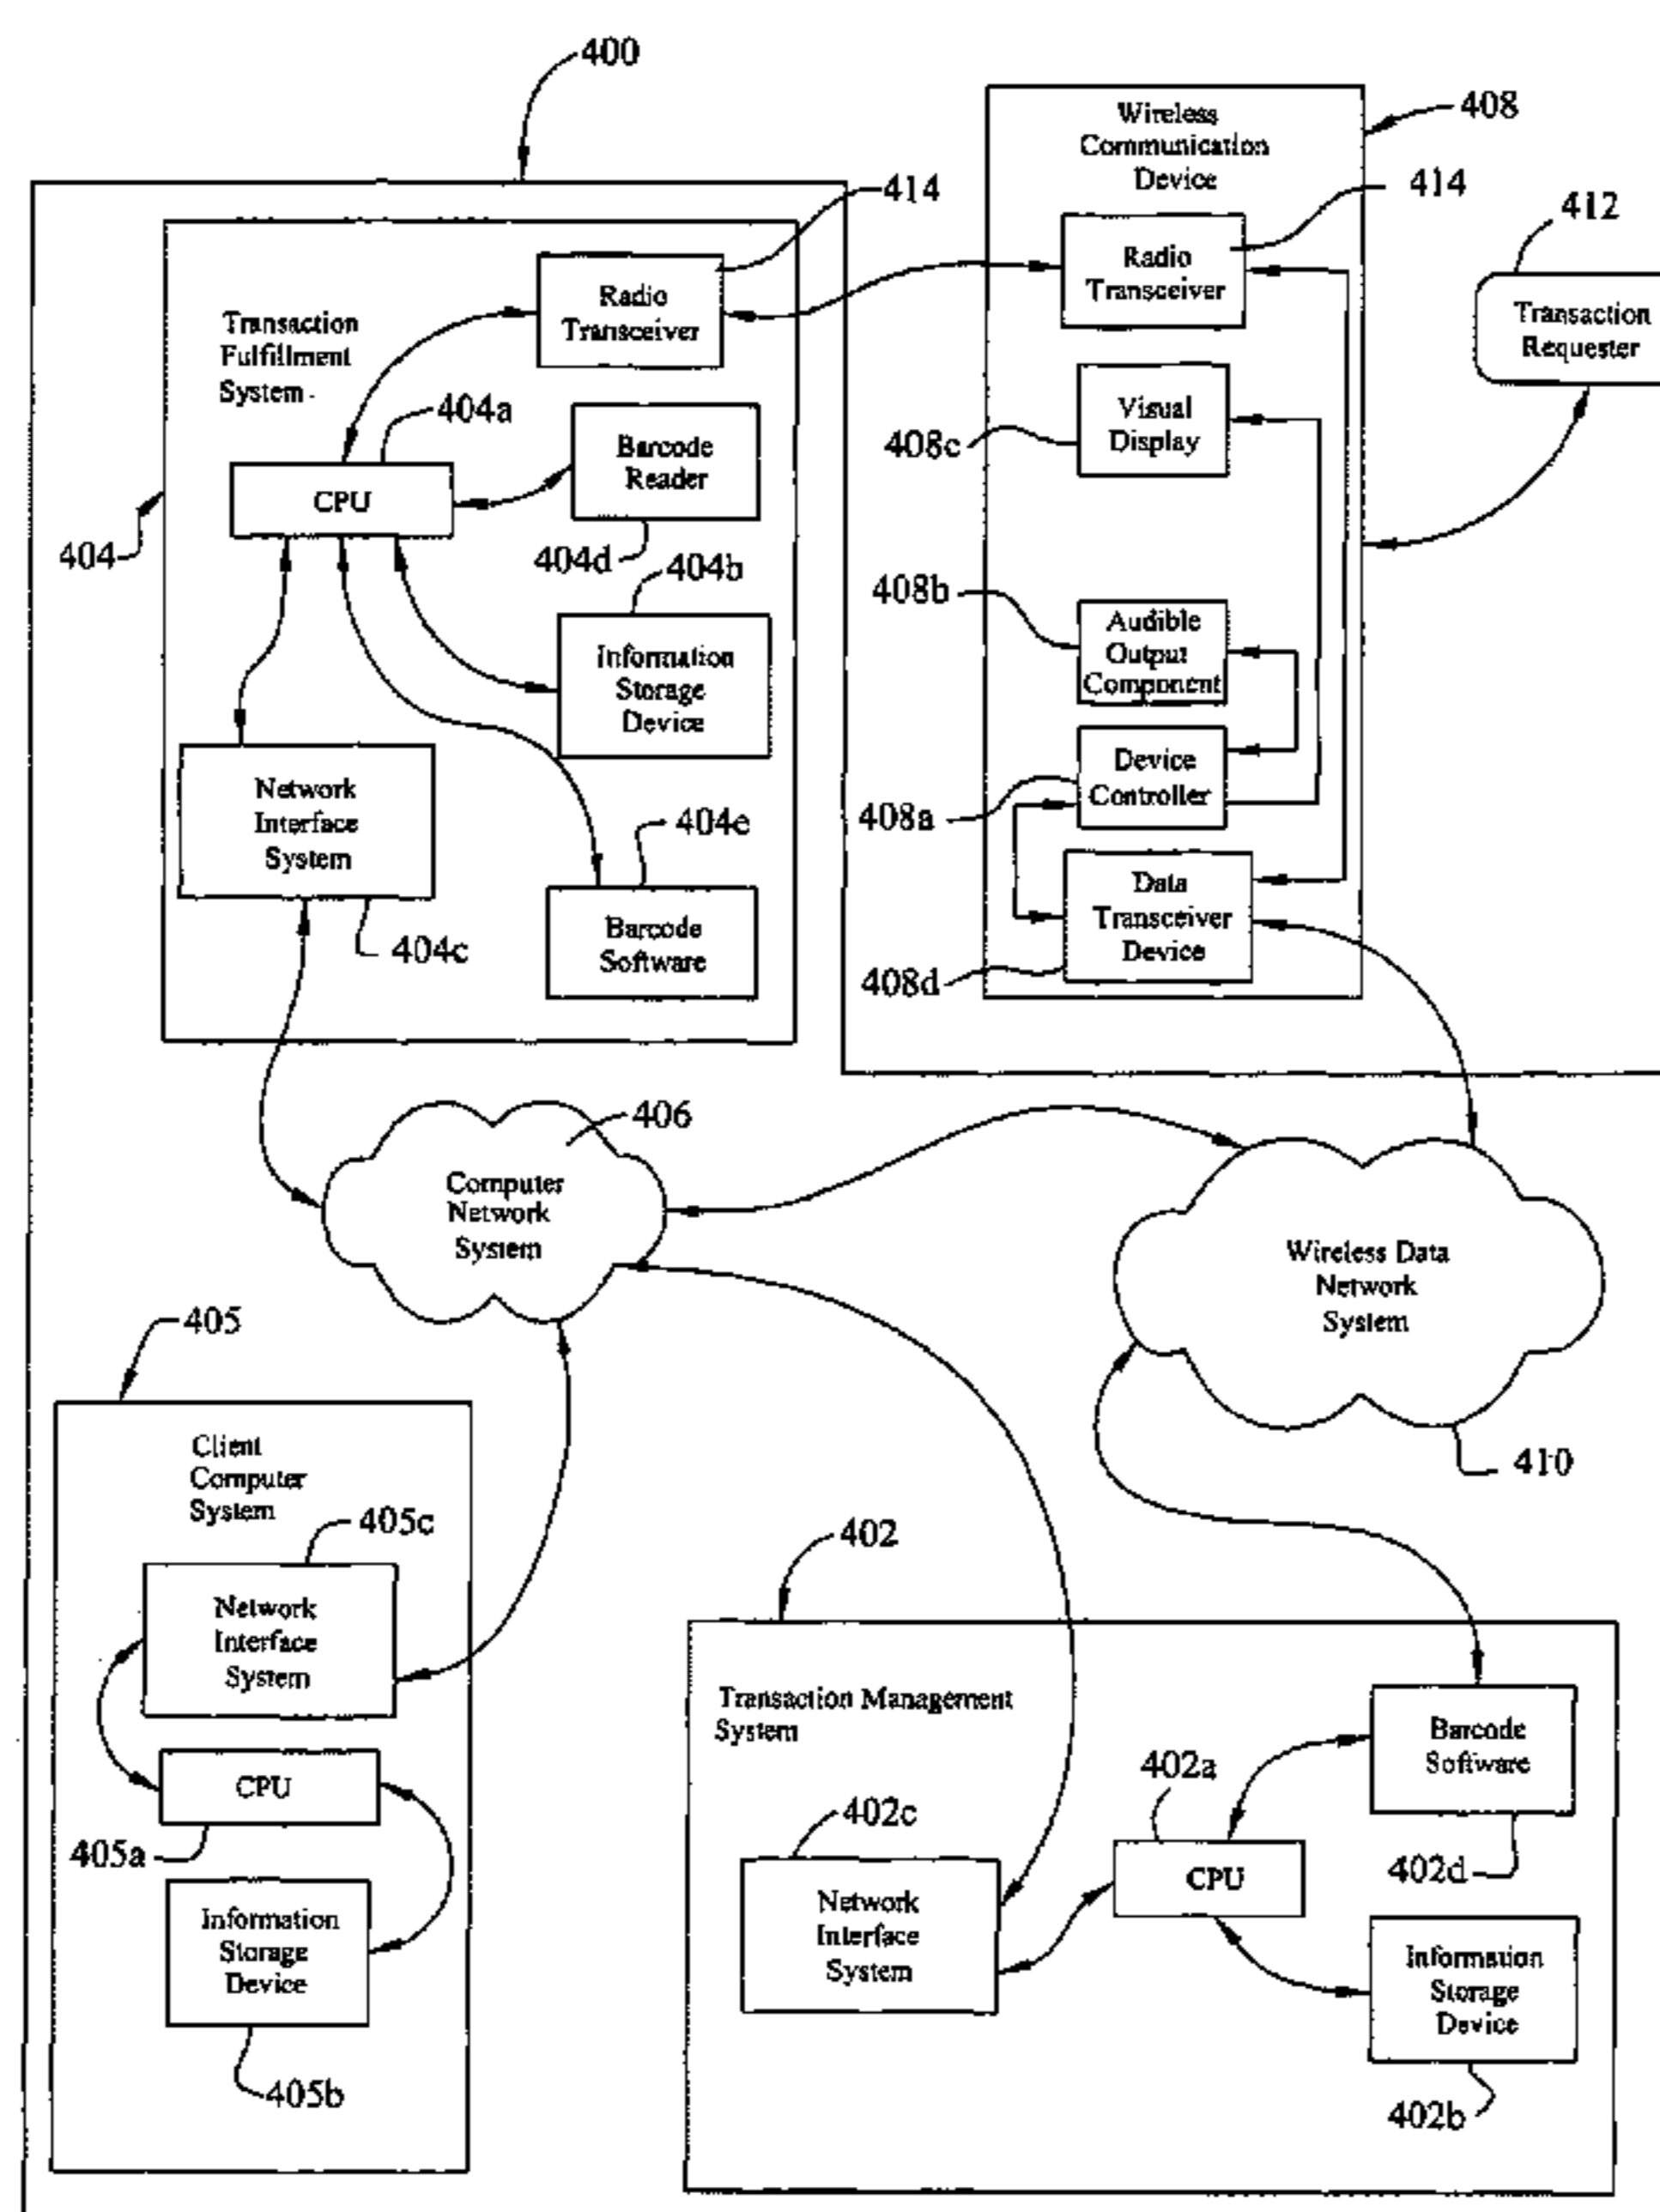 400
Wireless
Communication
Device
408
414
414
412
Radio
Transceiver
Radio
Transceiver
Transaction
Requester
Transaction
Fulfillment
System
404a
Barcode
Reader
Visual
Display
408c
CPU
404
404d
404b
408b
Audible
Output
Component
Information
Storage
Device
Device
Controller
408a
Network
Interface
System
404e
Data
Transceiver
Device
404c
Barcode
Software
408d
406
Computer
Network
System
Wireless Data
Network
System
405
410
Client
Computer
System
405c
402
Network
Interface
System
Transaction Management
System
Barcode
Software
402a
CPU
402c
405a
402d
CPU
Network
Interface
System
Information
Storage
Device
Information
Storage
Device
405b
402b